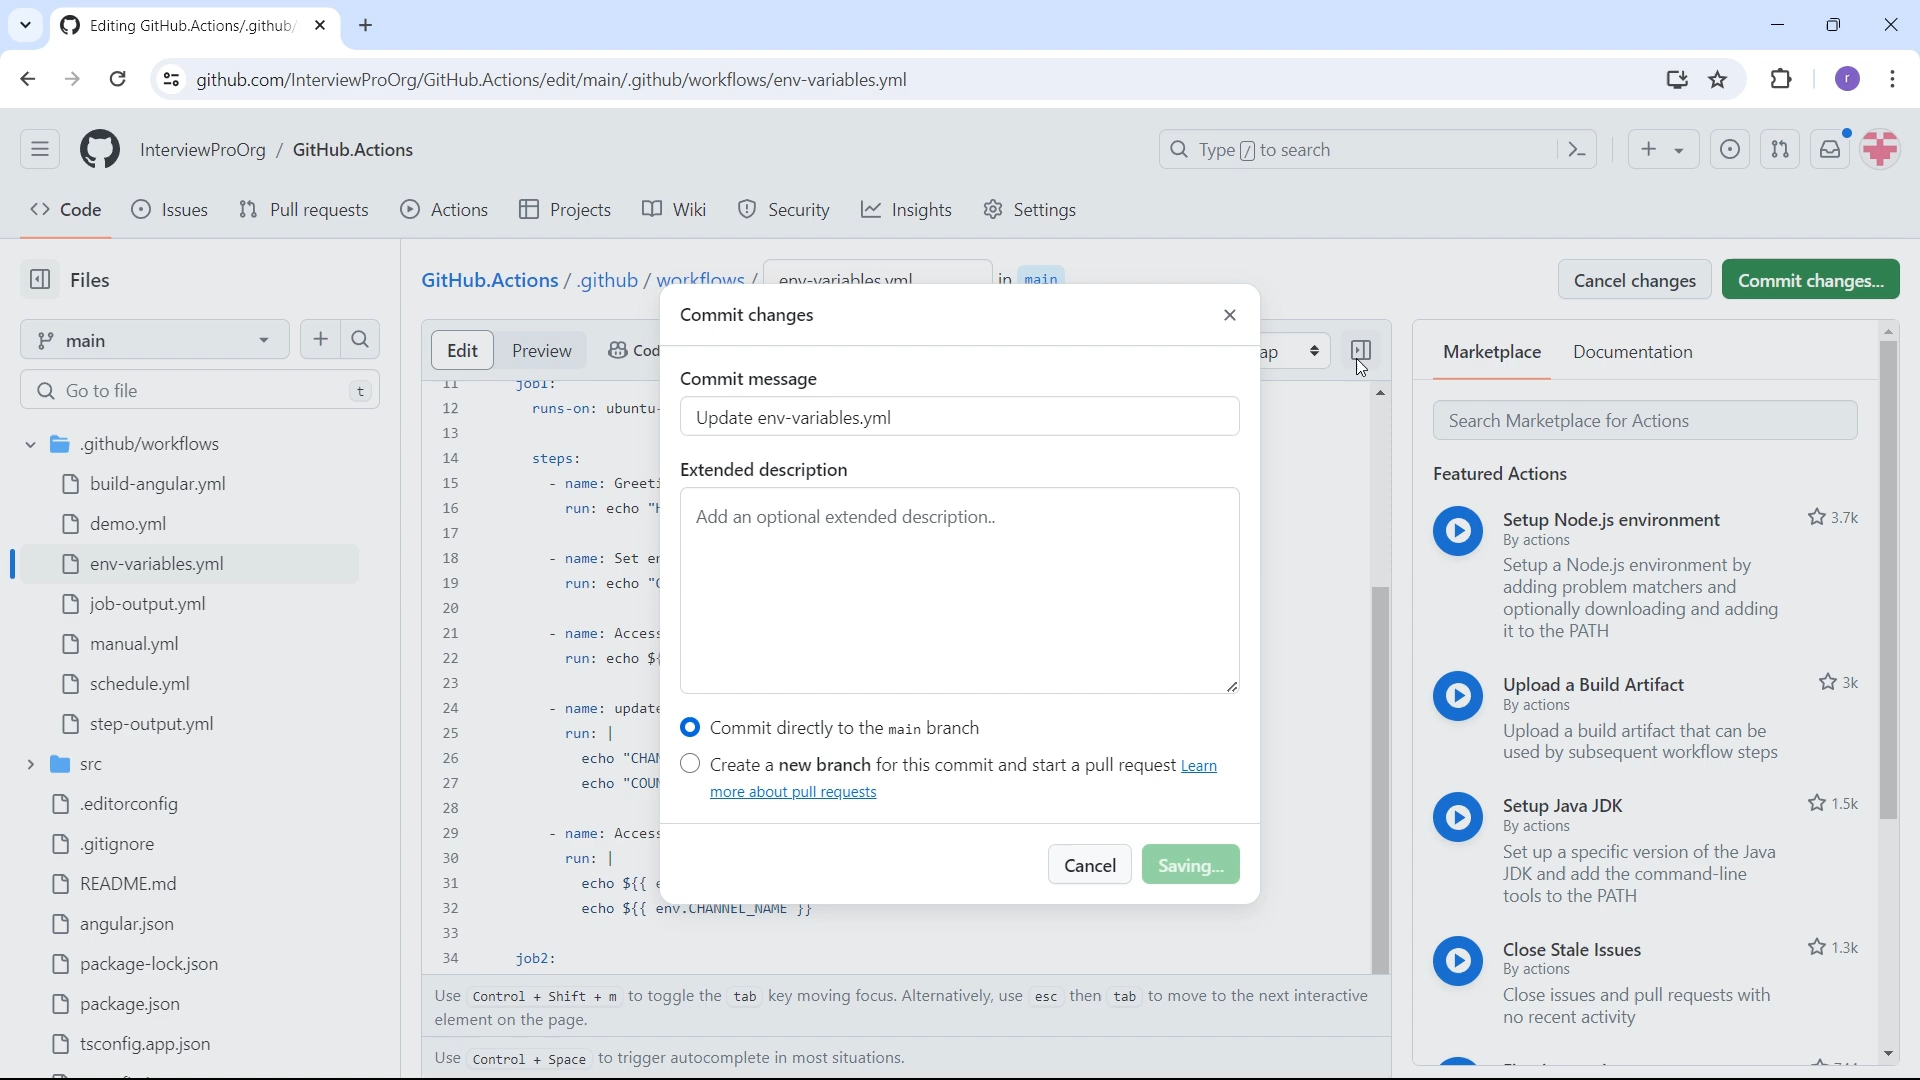 Editing GitHub.Actions/.github/
github.com/InterviewProOrg/GitHub.Actions/edit/main/.github/workflows/env-variables.yml
r
InterviewProOrg / GitHub.Actions
Type / to search
Code
Issues
Pull requests
Actions
Projects
Wiki
Security
Insights
Settings
Files
main
Go to file
t
.github/workflows
build-angular.yml
demo.yml
env-variables.yml
job-output.yml
manual.yml
schedule.yml
step-output.yml
src
.editorconfig
.gitignore
README.md
angular.json
package-lock.json
package.json
tsconfig.app.json
GitHub.Actions / .github / workflows / env-variables.yml in main
Cancel changes
Commit changes...
Edit
Preview
Cod
ap
11 job1:
12 runs-on: ubuntu-
13
14 steps:
15 - name: Greeti
16 run: echo "H
17
18 - name: Set en
19 run: echo "C
20
21 - name: Access
22 run: echo ${
23
24 - name: update
25 run: |
26 echo "CHAN
27 echo "COUN
28
29 - name: Access
30 run: |
31 echo ${{ e
32 echo ${{ env.CHANNEL_NAME }}
33
34 job2:
Use Control + Shift + m to toggle the tab key moving focus. Alternatively, use esc then tab to move to the next interactive
element on the page.
Use Control + Space to trigger autocomplete in most situations.
Commit changes
Commit message
Update env-variables.yml
Extended description
Add an optional extended description..
Commit directly to the main branch
Create a new branch for this commit and start a pull request Learn
more about pull requests
Cancel
Saving...
Marketplace
Documentation
Search Marketplace for Actions
Featured Actions
Setup Node.js environment
3.7k
By actions
Setup a Node.js environment by
adding problem matchers and
optionally downloading and adding
it to the PATH
Upload a Build Artifact
3k
By actions
Upload a build artifact that can be
used by subsequent workflow steps
Setup Java JDK
1.5k
By actions
Set up a specific version of the Java
JDK and add the command-line
tools to the PATH
Close Stale Issues
1.3k
By actions
Close issues and pull requests with
no recent activity